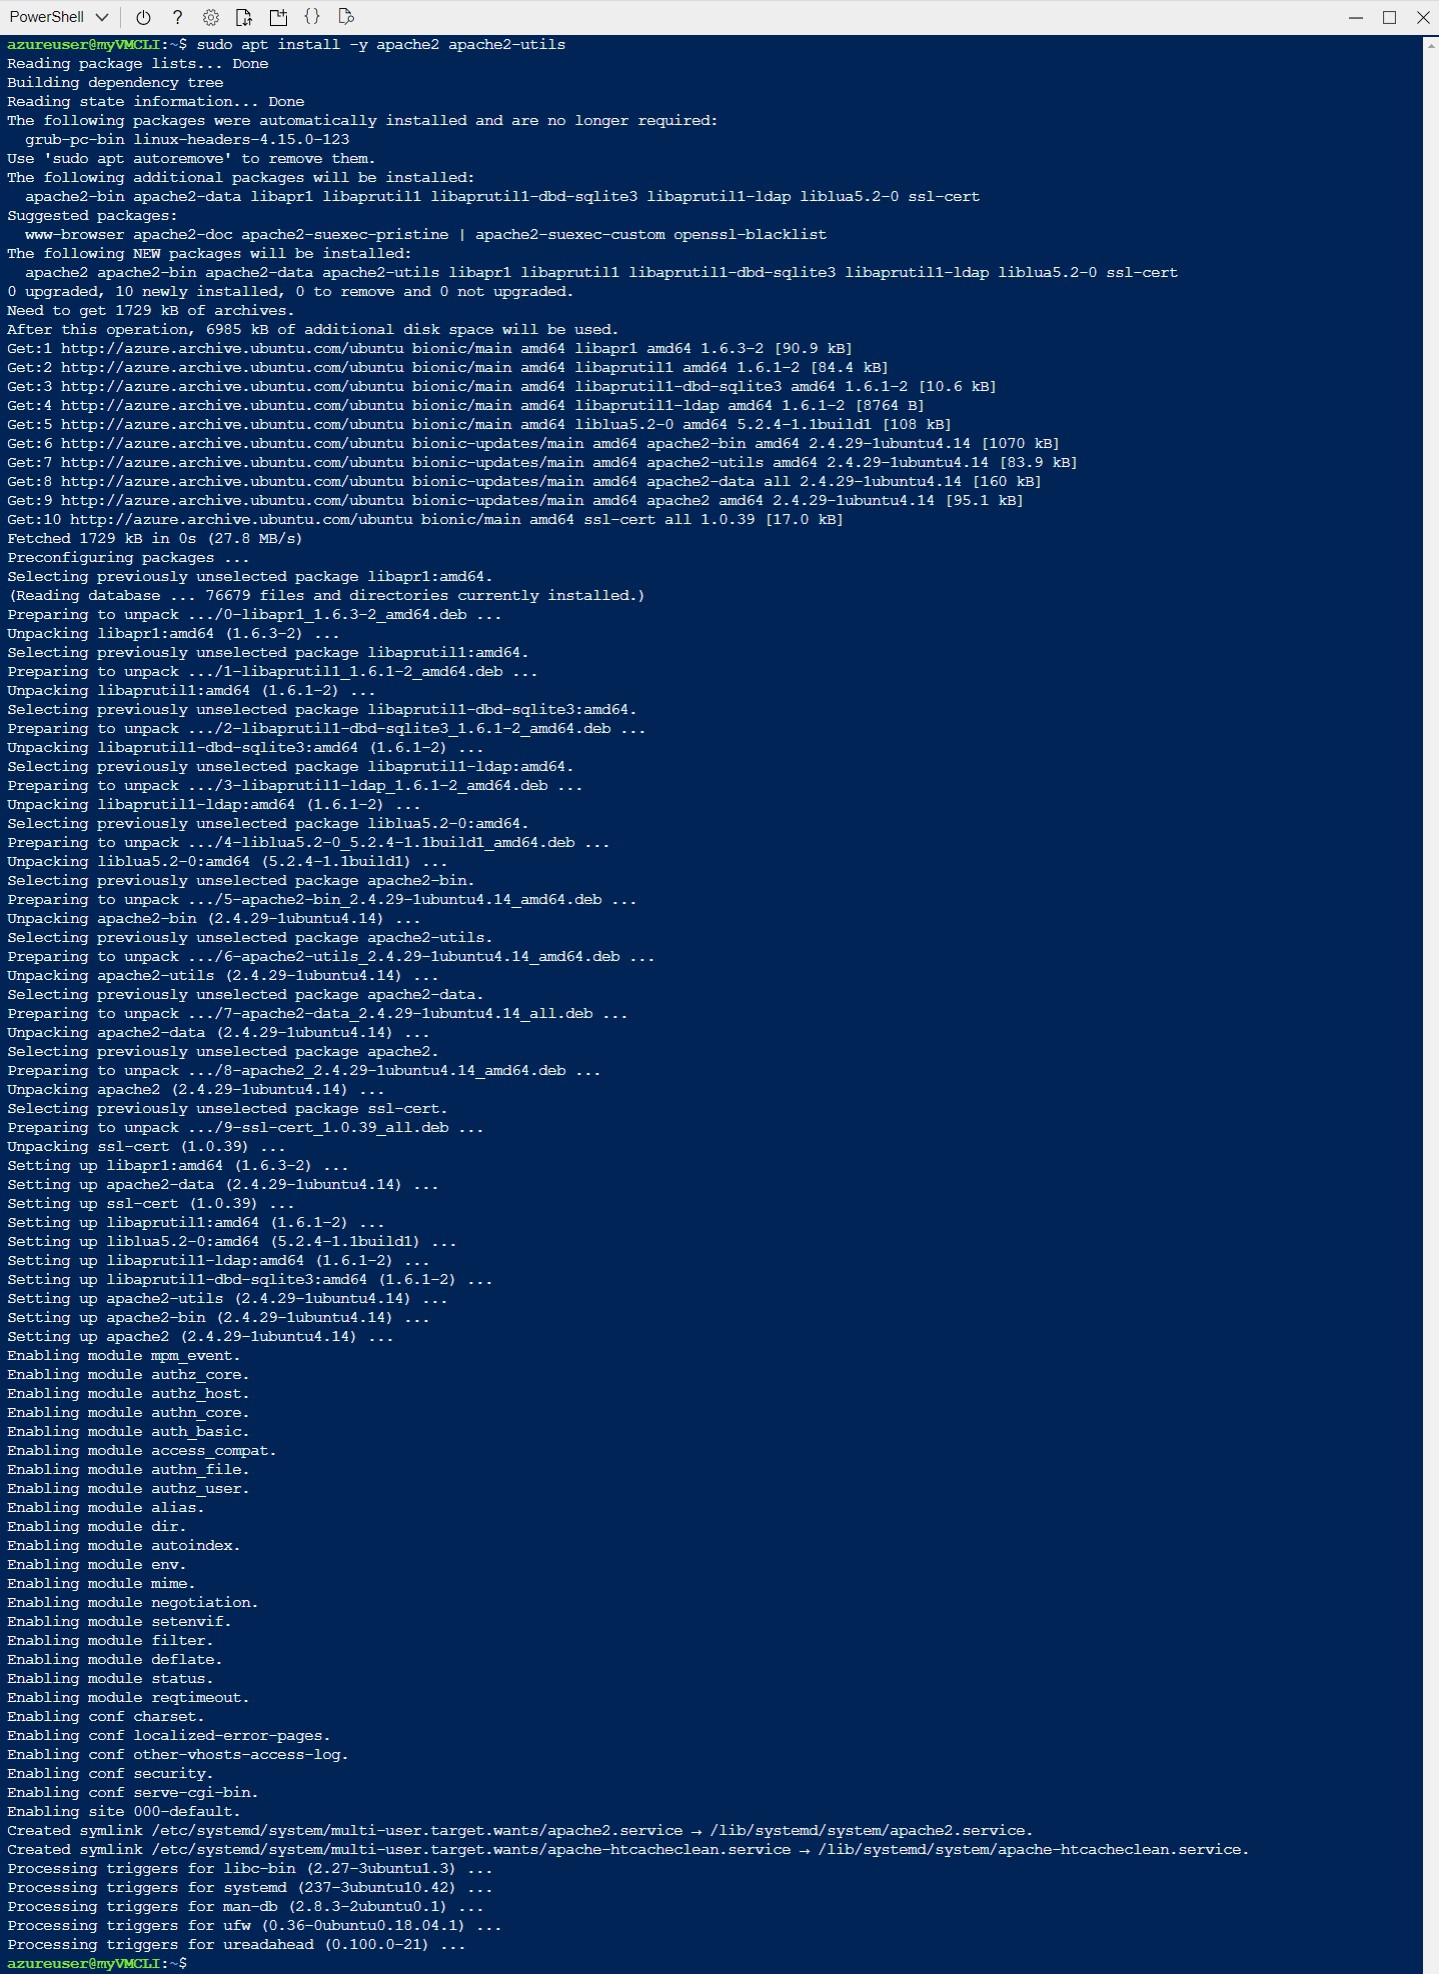 PowerShell
azureuser@myVMCLI:~$ sudo apt install -y apache2 apache2-utils
Reading package lists... Done
Building dependency tree
Reading state information... Done
The following packages were automatically installed and are no longer required:
  grub-pc-bin linux-headers-4.15.0-123
Use 'sudo apt autoremove' to remove them.
The following additional packages will be installed:
  apache2-bin apache2-data libapr1 libaprutil1 libaprutil1-dbd-sqlite3 libaprutil1-ldap liblua5.2-0 ssl-cert
Suggested packages:
  www-browser apache2-doc apache2-suexec-pristine | apache2-suexec-custom openssl-blacklist
The following NEW packages will be installed:
  apache2 apache2-bin apache2-data apache2-utils libapr1 libaprutil1 libaprutil1-dbd-sqlite3 libaprutil1-ldap liblua5.2-0 ssl-cert
0 upgraded, 10 newly installed, 0 to remove and 0 not upgraded.
Need to get 1729 kB of archives.
After this operation, 6985 kB of additional disk space will be used.
Get:1 http://azure.archive.ubuntu.com/ubuntu bionic/main amd64 libapr1 amd64 1.6.3-2 [90.9 kB]
Get:2 http://azure.archive.ubuntu.com/ubuntu bionic/main amd64 libaprutil1 amd64 1.6.1-2 [84.4 kB]
Get:3 http://azure.archive.ubuntu.com/ubuntu bionic/main amd64 libaprutil1-dbd-sqlite3 amd64 1.6.1-2 [10.6 kB]
Get:4 http://azure.archive.ubuntu.com/ubuntu bionic/main amd64 libaprutil1-ldap amd64 1.6.1-2 [8764 B]
Get:5 http://azure.archive.ubuntu.com/ubuntu bionic/main amd64 liblua5.2-0 amd64 5.2.4-1.1build1 [108 kB]
Get:6 http://azure.archive.ubuntu.com/ubuntu bionic-updates/main amd64 apache2-bin amd64 2.4.29-1ubuntu4.14 [1070 kB]
Get:7 http://azure.archive.ubuntu.com/ubuntu bionic-updates/main amd64 apache2-utils amd64 2.4.29-1ubuntu4.14 [83.9 kB]
Get:8 http://azure.archive.ubuntu.com/ubuntu bionic-updates/main amd64 apache2-data all 2.4.29-1ubuntu4.14 [160 kB]
Get:9 http://azure.archive.ubuntu.com/ubuntu bionic-updates/main amd64 apache2 amd64 2.4.29-1ubuntu4.14 [95.1 kB]
Get:10 http://azure.archive.ubuntu.com/ubuntu bionic/main amd64 ssl-cert all 1.0.39 [17.0 kB]
Fetched 1729 kB in 0s (27.8 MB/s)
Preconfiguring packages ...
Selecting previously unselected package libapr1:amd64.
(Reading database ... 76679 files and directories currently installed.)
Preparing to unpack .../0-libapr1_1.6.3-2_amd64.deb ...
Unpacking libapr1:amd64 (1.6.3-2) ...
Selecting previously unselected package libaprutil1:amd64.
Preparing to unpack .../1-libaprutil1_1.6.1-2_amd64.deb ...
Unpacking libaprutil1:amd64 (1.6.1-2) ...
Selecting previously unselected package libaprutil1-dbd-sqlite3:amd64.
Preparing to unpack .../2-libaprutil1-dbd-sqlite3_1.6.1-2_amd64.deb ...
Unpacking libaprutil1-dbd-sqlite3:amd64 (1.6.1-2) ...
Selecting previously unselected package libaprutil1-ldap:amd64.
Preparing to unpack .../3-libaprutil1-ldap_1.6.1-2_amd64.deb ...
Unpacking libaprutil1-ldap:amd64 (1.6.1-2) ...
Selecting previously unselected package liblua5.2-0:amd64.
Preparing to unpack .../4-liblua5.2-0_5.2.4-1.1build1_amd64.deb ...
Unpacking liblua5.2-0:amd64 (5.2.4-1.1build1) ...
Selecting previously unselected package apache2-bin.
Preparing to unpack .../5-apache2-bin_2.4.29-1ubuntu4.14_amd64.deb ...
Unpacking apache2-bin (2.4.29-1ubuntu4.14) ...
Selecting previously unselected package apache2-utils.
Preparing to unpack .../6-apache2-utils_2.4.29-1ubuntu4.14_amd64.deb ...
Unpacking apache2-utils (2.4.29-1ubuntu4.14) ...
Selecting previously unselected package apache2-data.
Preparing to unpack .../7-apache2-data_2.4.29-1ubuntu4.14_all.deb ...
Unpacking apache2-data (2.4.29-1ubuntu4.14) ...
Selecting previously unselected package apache2.
Preparing to unpack .../8-apache2_2.4.29-1ubuntu4.14_amd64.deb ...
Unpacking apache2 (2.4.29-1ubuntu4.14) ...
Selecting previously unselected package ssl-cert.
Preparing to unpack .../9-ssl-cert_1.0.39_all.deb ...
Unpacking ssl-cert (1.0.39) ...
Setting up libapr1:amd64 (1.6.3-2) ...
Setting up apache2-data (2.4.29-1ubuntu4.14) ...
Setting up ssl-cert (1.0.39) ...
Setting up libaprutil1:amd64 (1.6.1-2) ...
Setting up liblua5.2-0:amd64 (5.2.4-1.1build1) ...
Setting up libaprutil1-ldap:amd64 (1.6.1-2) ...
Setting up libaprutil1-dbd-sqlite3:amd64 (1.6.1-2) ...
Setting up apache2-utils (2.4.29-1ubuntu4.14) ...
Setting up apache2-bin (2.4.29-1ubuntu4.14) ...
Setting up apache2 (2.4.29-1ubuntu4.14) ...
Enabling module mpm_event.
Enabling module authz_core.
Enabling module authz_host.
Enabling module authn_core.
Enabling module auth_basic.
Enabling module access_compat.
Enabling module authn_file.
Enabling module authz_user.
Enabling module alias.
Enabling module dir.
Enabling module autoindex.
Enabling module env.
Enabling module mime.
Enabling module negotiation.
Enabling module setenvif.
Enabling module filter.
Enabling module deflate.
Enabling module status.
Enabling module reqtimeout.
Enabling conf charset.
Enabling conf localized-error-pages.
Enabling conf other-vhosts-access-log.
Enabling conf security.
Enabling conf serve-cgi-bin.
Enabling site 000-default.
Created symlink /etc/systemd/system/multi-user.target.wants/apache2.service → /lib/systemd/system/apache2.service.
Created symlink /etc/systemd/system/multi-user.target.wants/apache-htcacheclean.service → /lib/systemd/system/apache-htcacheclean.service.
Processing triggers for libc-bin (2.27-3ubuntu1.3) ...
Processing triggers for systemd (237-3ubuntu10.42) ...
Processing triggers for man-db (2.8.3-2ubuntu0.1) ...
Processing triggers for ufw (0.36-0ubuntu0.18.04.1) ...
Processing triggers for ureadahead (0.100.0-21) ...
azureuser@myVMCLI:~$